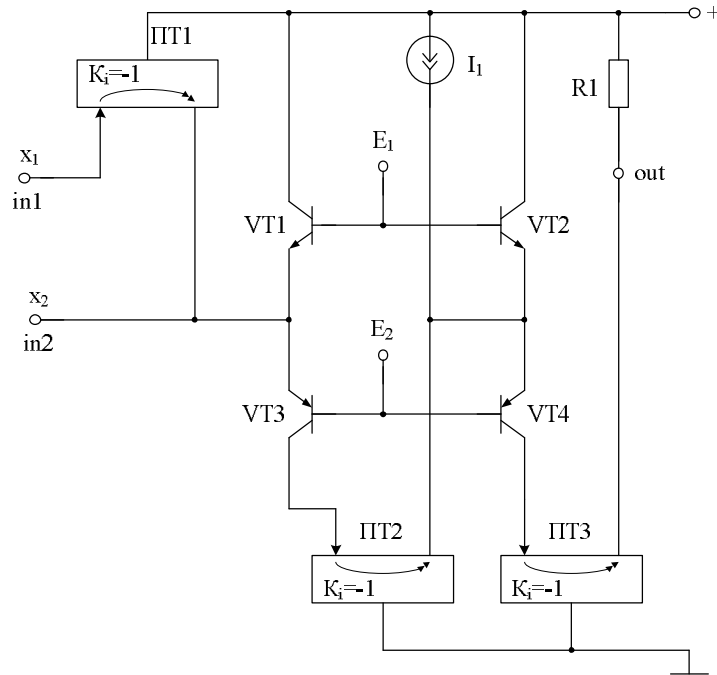 +
ПТ1
Ki=-1
I1
R1
x1
in1
E1
out
VT1
VT2
x2
in2
E2
VT3
VT4
ПТ2
ПТ3
Ki=-1
Ki=-1